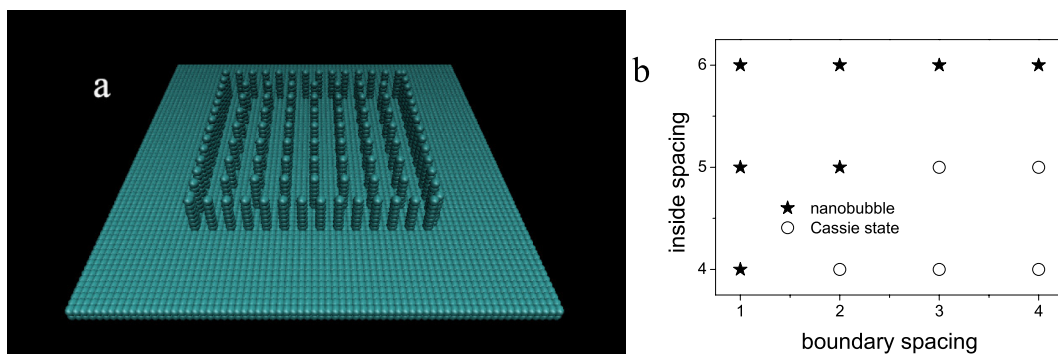 a
b
6
5
4
inside spacing
nanobubble
Cassie state
1 2 3 4
boundary spacing